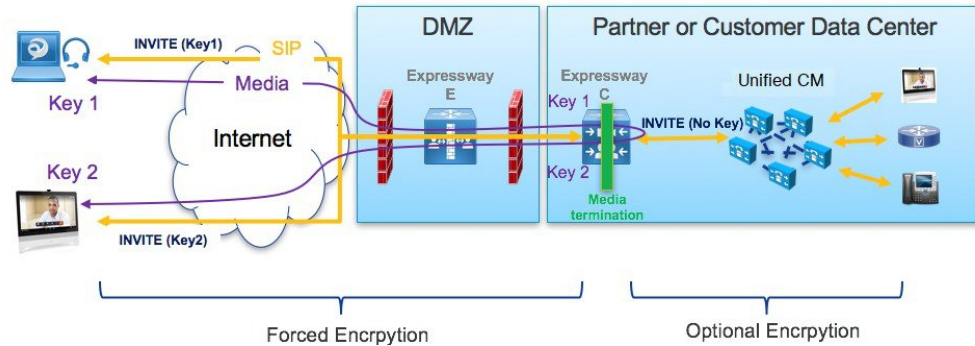 DMZ
Partner or Customer Data Center
INVITE (Key1)
SIP
Media
Key 1
Internet
Key 2
INVITE (Key2)
Expressway
E
Expressway
C
Key 1
Key 2
Media
termination
INVITE (No Key)
Unified CM
V
Forced Encrpytion
Optional Encrpytion